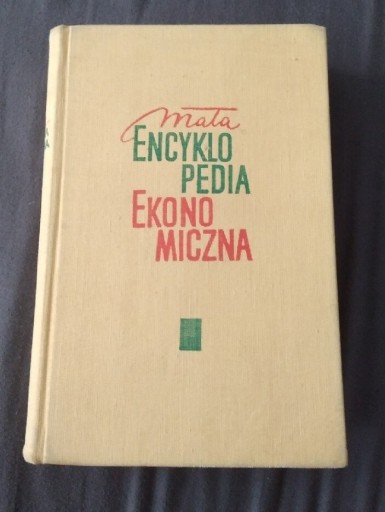 Mała
ENCYKLO
PEDIA
EKONO
MICZNA